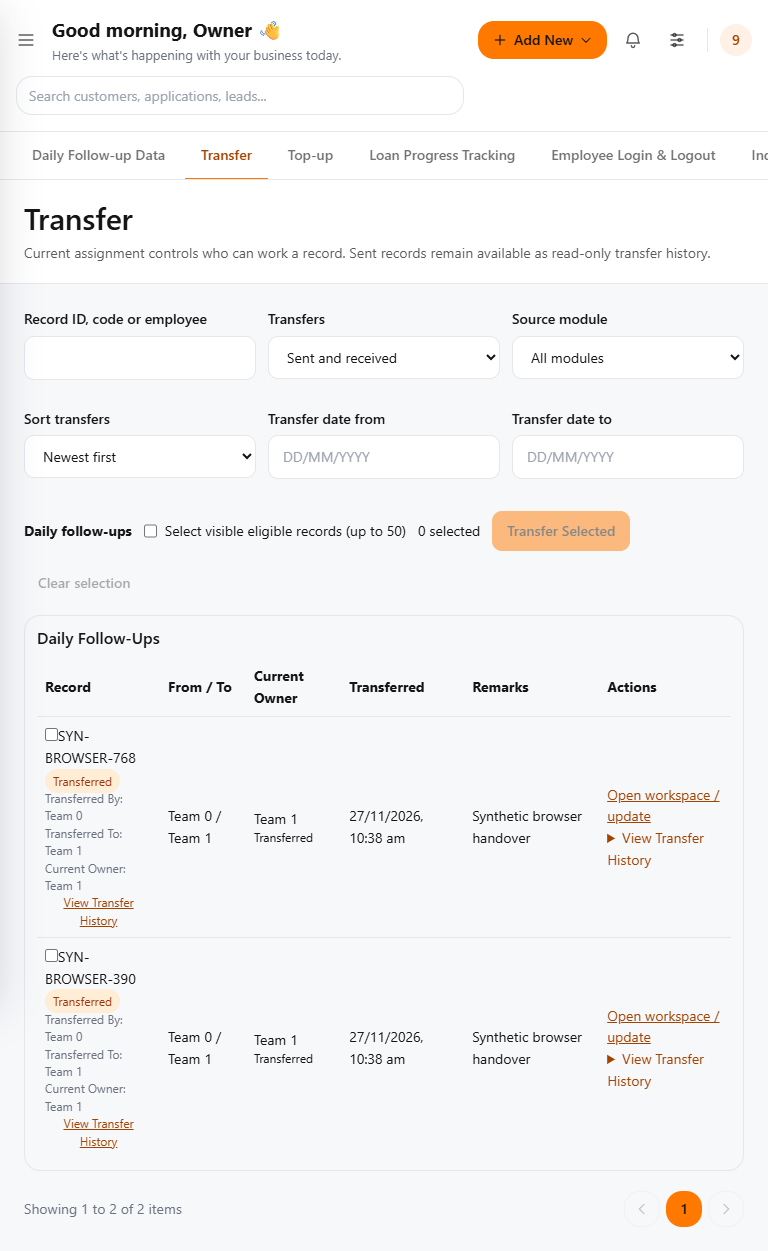 Good morning, Owner 👋
Here's what's happening with your business today.
Add New
9
Search customers, applications, leads...
Daily Follow-up Data Transfer Top-up Loan Progress Tracking Employee Login & Logout
Transfer
Current assignment controls who can work a record. Sent records remain available as read-only transfer history.
Record ID, code or employee Transfers Source module
Sent and received All modules
Sort transfers Transfer date from Transfer date to
Newest first DD/MM/YYYY DD/MM/YYYY
Daily follow-ups Select visible eligible records (up to 50) 0 selected Transfer Selected
Clear selection
Daily Follow-Ups
Record From / To Current Owner Transferred Remarks Actions
SYN-
BROWSER-768
Transferred
Transferred By:
Team 0
Transferred To:
Team 1
Current Owner:
Team 1
View Transfer
History
Team 0 /
Team 1
Team 1
Transferred
27/11/2026,
10:38 am
Synthetic browser
handover
Open workspace /
update
View Transfer
History
SYN-
BROWSER-390
Transferred
Transferred By:
Team 0
Transferred To:
Team 1
Current Owner:
Team 1
View Transfer
History
Team 0 /
Team 1
Team 1
Transferred
27/11/2026,
10:38 am
Synthetic browser
handover
Open workspace /
update
View Transfer
History
Showing 1 to 2 of 2 items
1